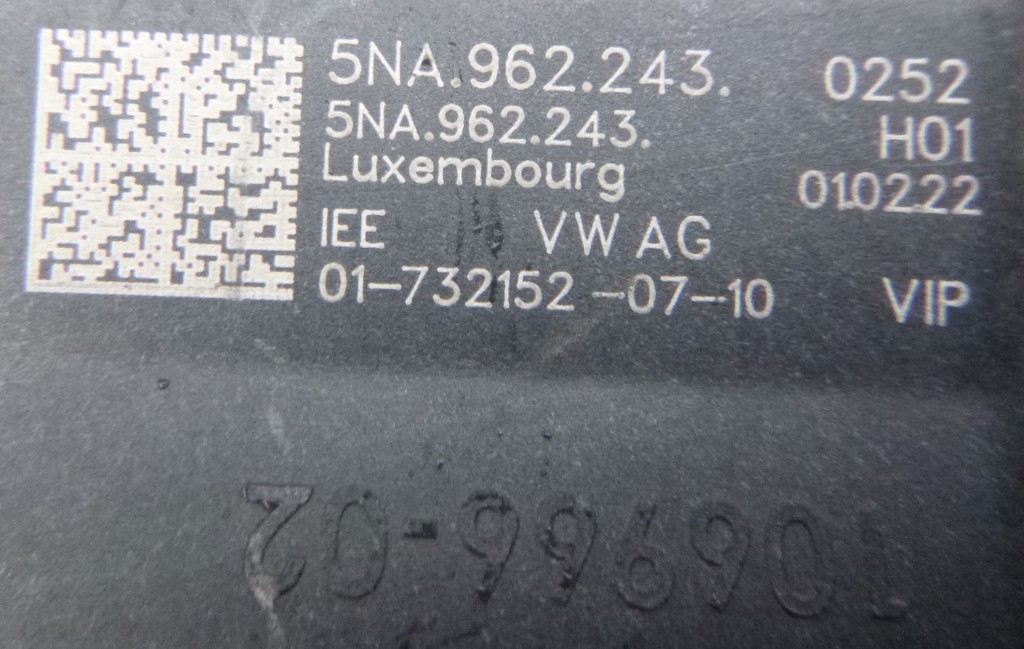 5NA.962.243. 0252
5NA.962.243. H01
Luxembourg 010222
IEE VW AG
01-732152-07-10 VIP